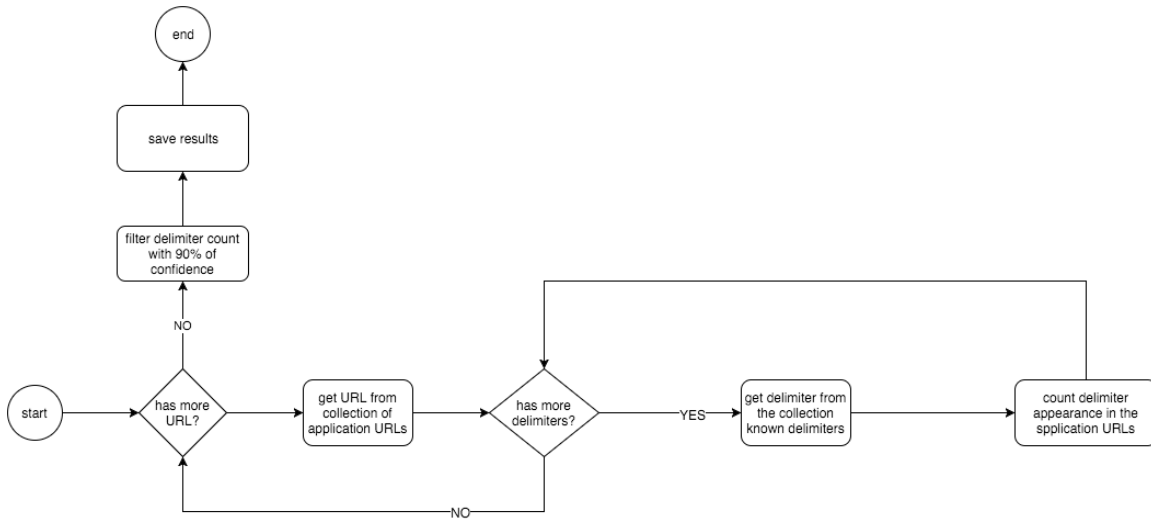 end
save results
filter delimiter count
with 90% of
confidence
NO
start
has more
URL?
get URL from
collection of
application URLs
has more
delimiters?
YES
get delimiter from
the collection
known delimiters
count delimiter
appearance in the
spplication URLs
NO